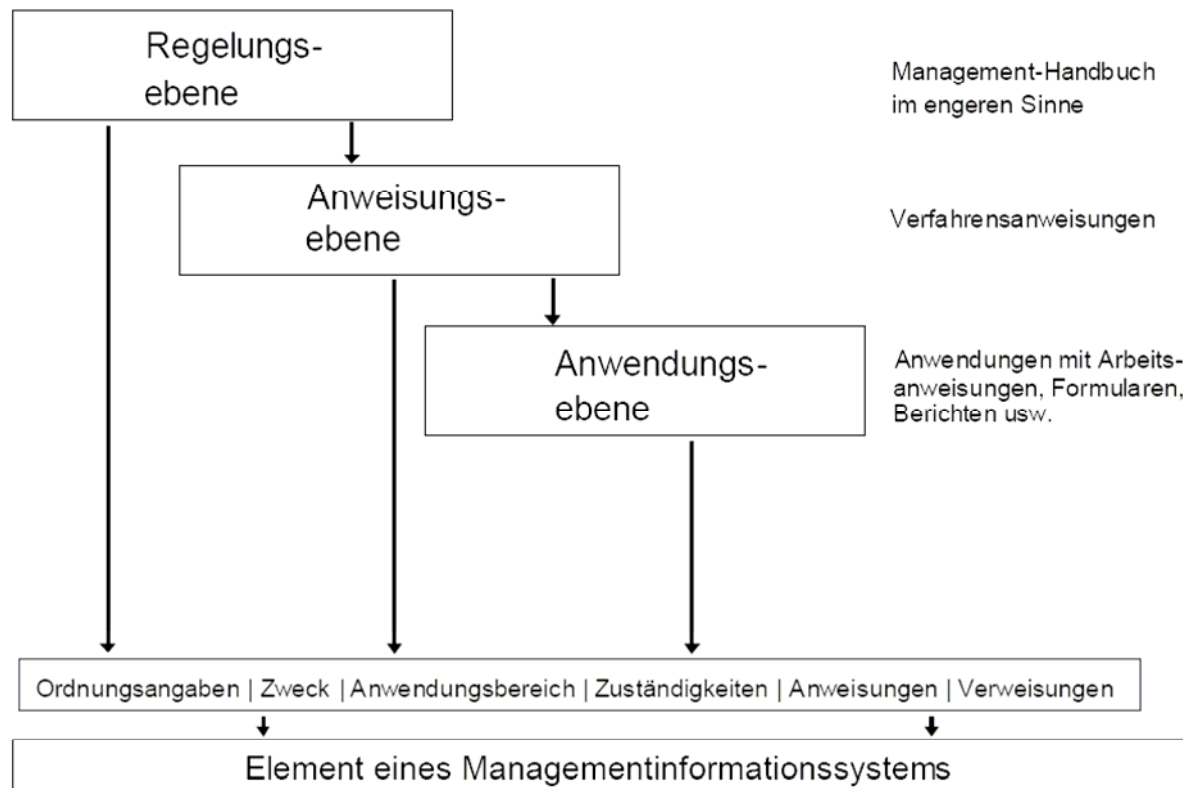 Regelungs-
ebene
Management-Handbuch
im engeren Sinne
Anweisungs-
ebene
Verfahrensanweisungen
Anwendungs-
ebene
Anwendungen mit Arbeits-
anweisungen, Formularen,
Berichten usw.
Ordnungsangaben | Zweck | Anwendungsbereich | Zuständigkeiten | Anweisungen | Verweisungen
Element eines Managementinformationssystems